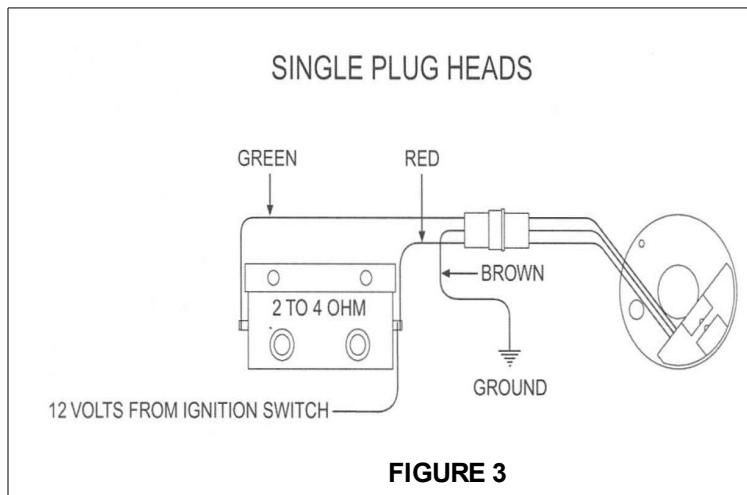 SINGLE PLUG HEADS
GREEN
RED
BROWN
2 TO 4 OHM
GROUND
12 VOLTS FROM IGNITION SWITCH
FIGURE 3